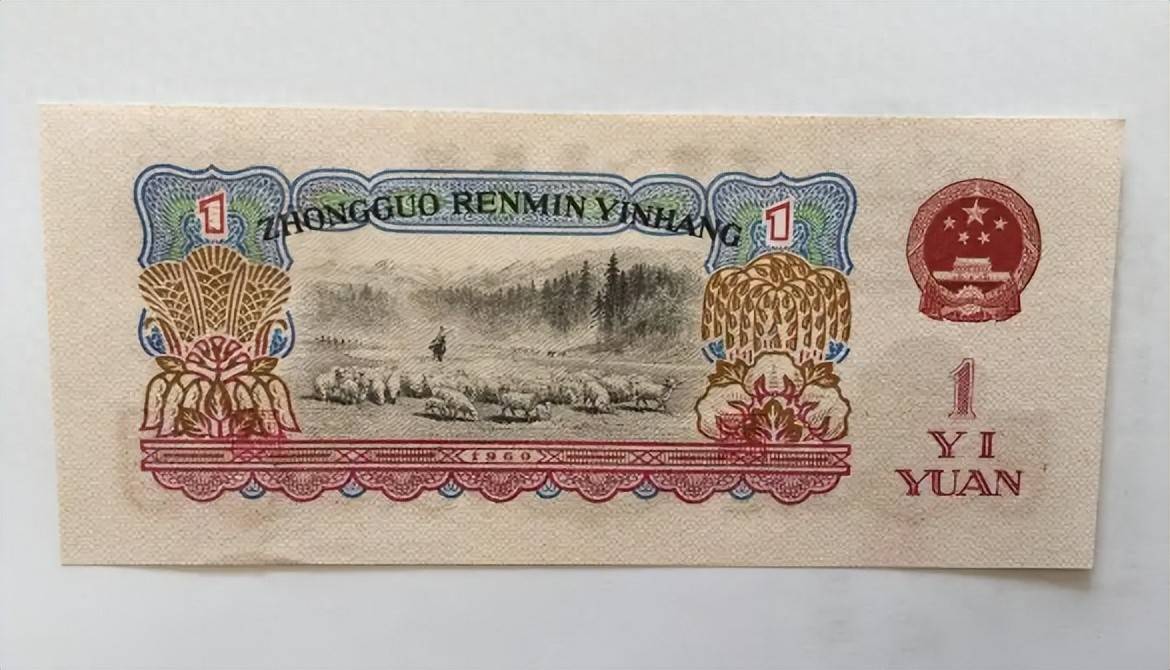 1 ZHONGGUO RENMIN YINHANG 1
1960
1
YI
YUAN